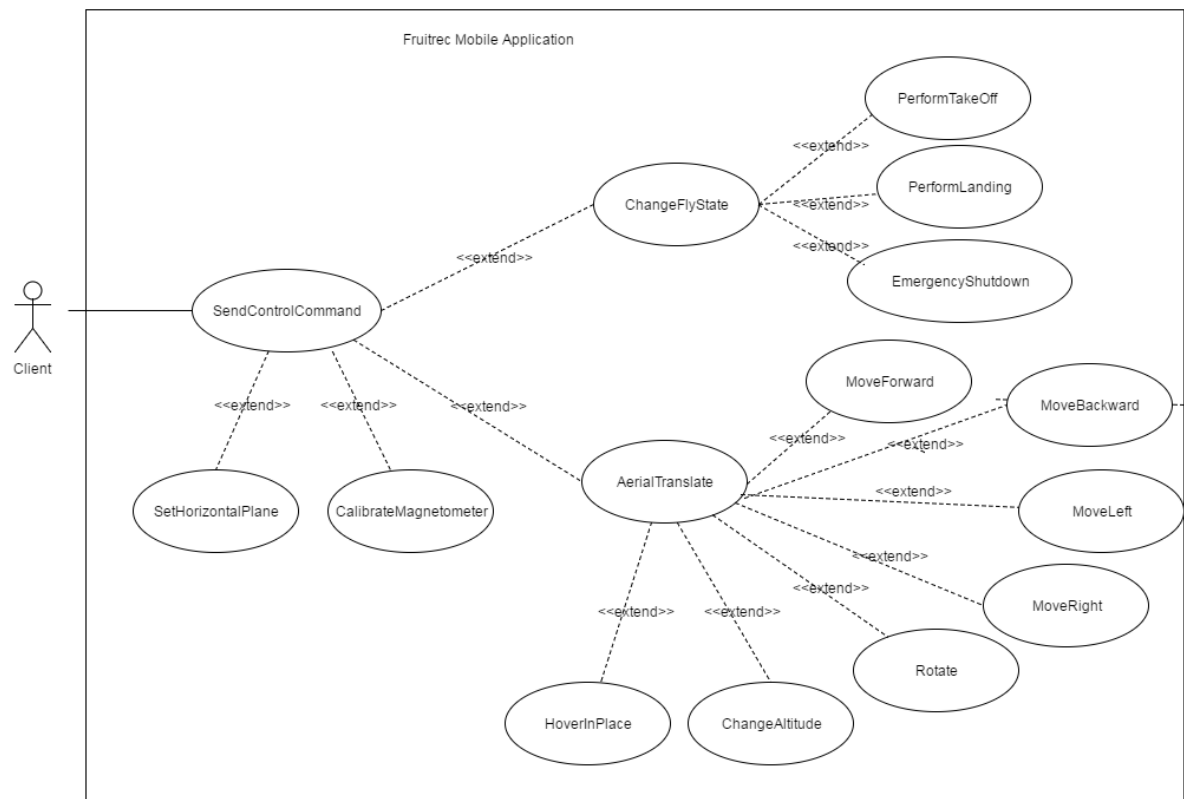 Fruitrec Mobile Application
PerformTakeOff
<<extend>>
PerformLanding
ChangeFlyState
<<extend>>
<<extend>>
<<extend>>
EmergencyShutdown
SendControlCommand
Client
MoveForward
<<extend>>
<<extend>>
<<extend>>
MoveBackward
<<extend>>
<<extend>>
AerialTranslate
<<extend>>
SetHorizontalPlane
CalibrateMagnetometer
MoveLeft
<<extend>>
<<extend>>
<<extend>>
<<extend>>
MoveRight
Rotate
HoverInPlace
ChangeAltitude